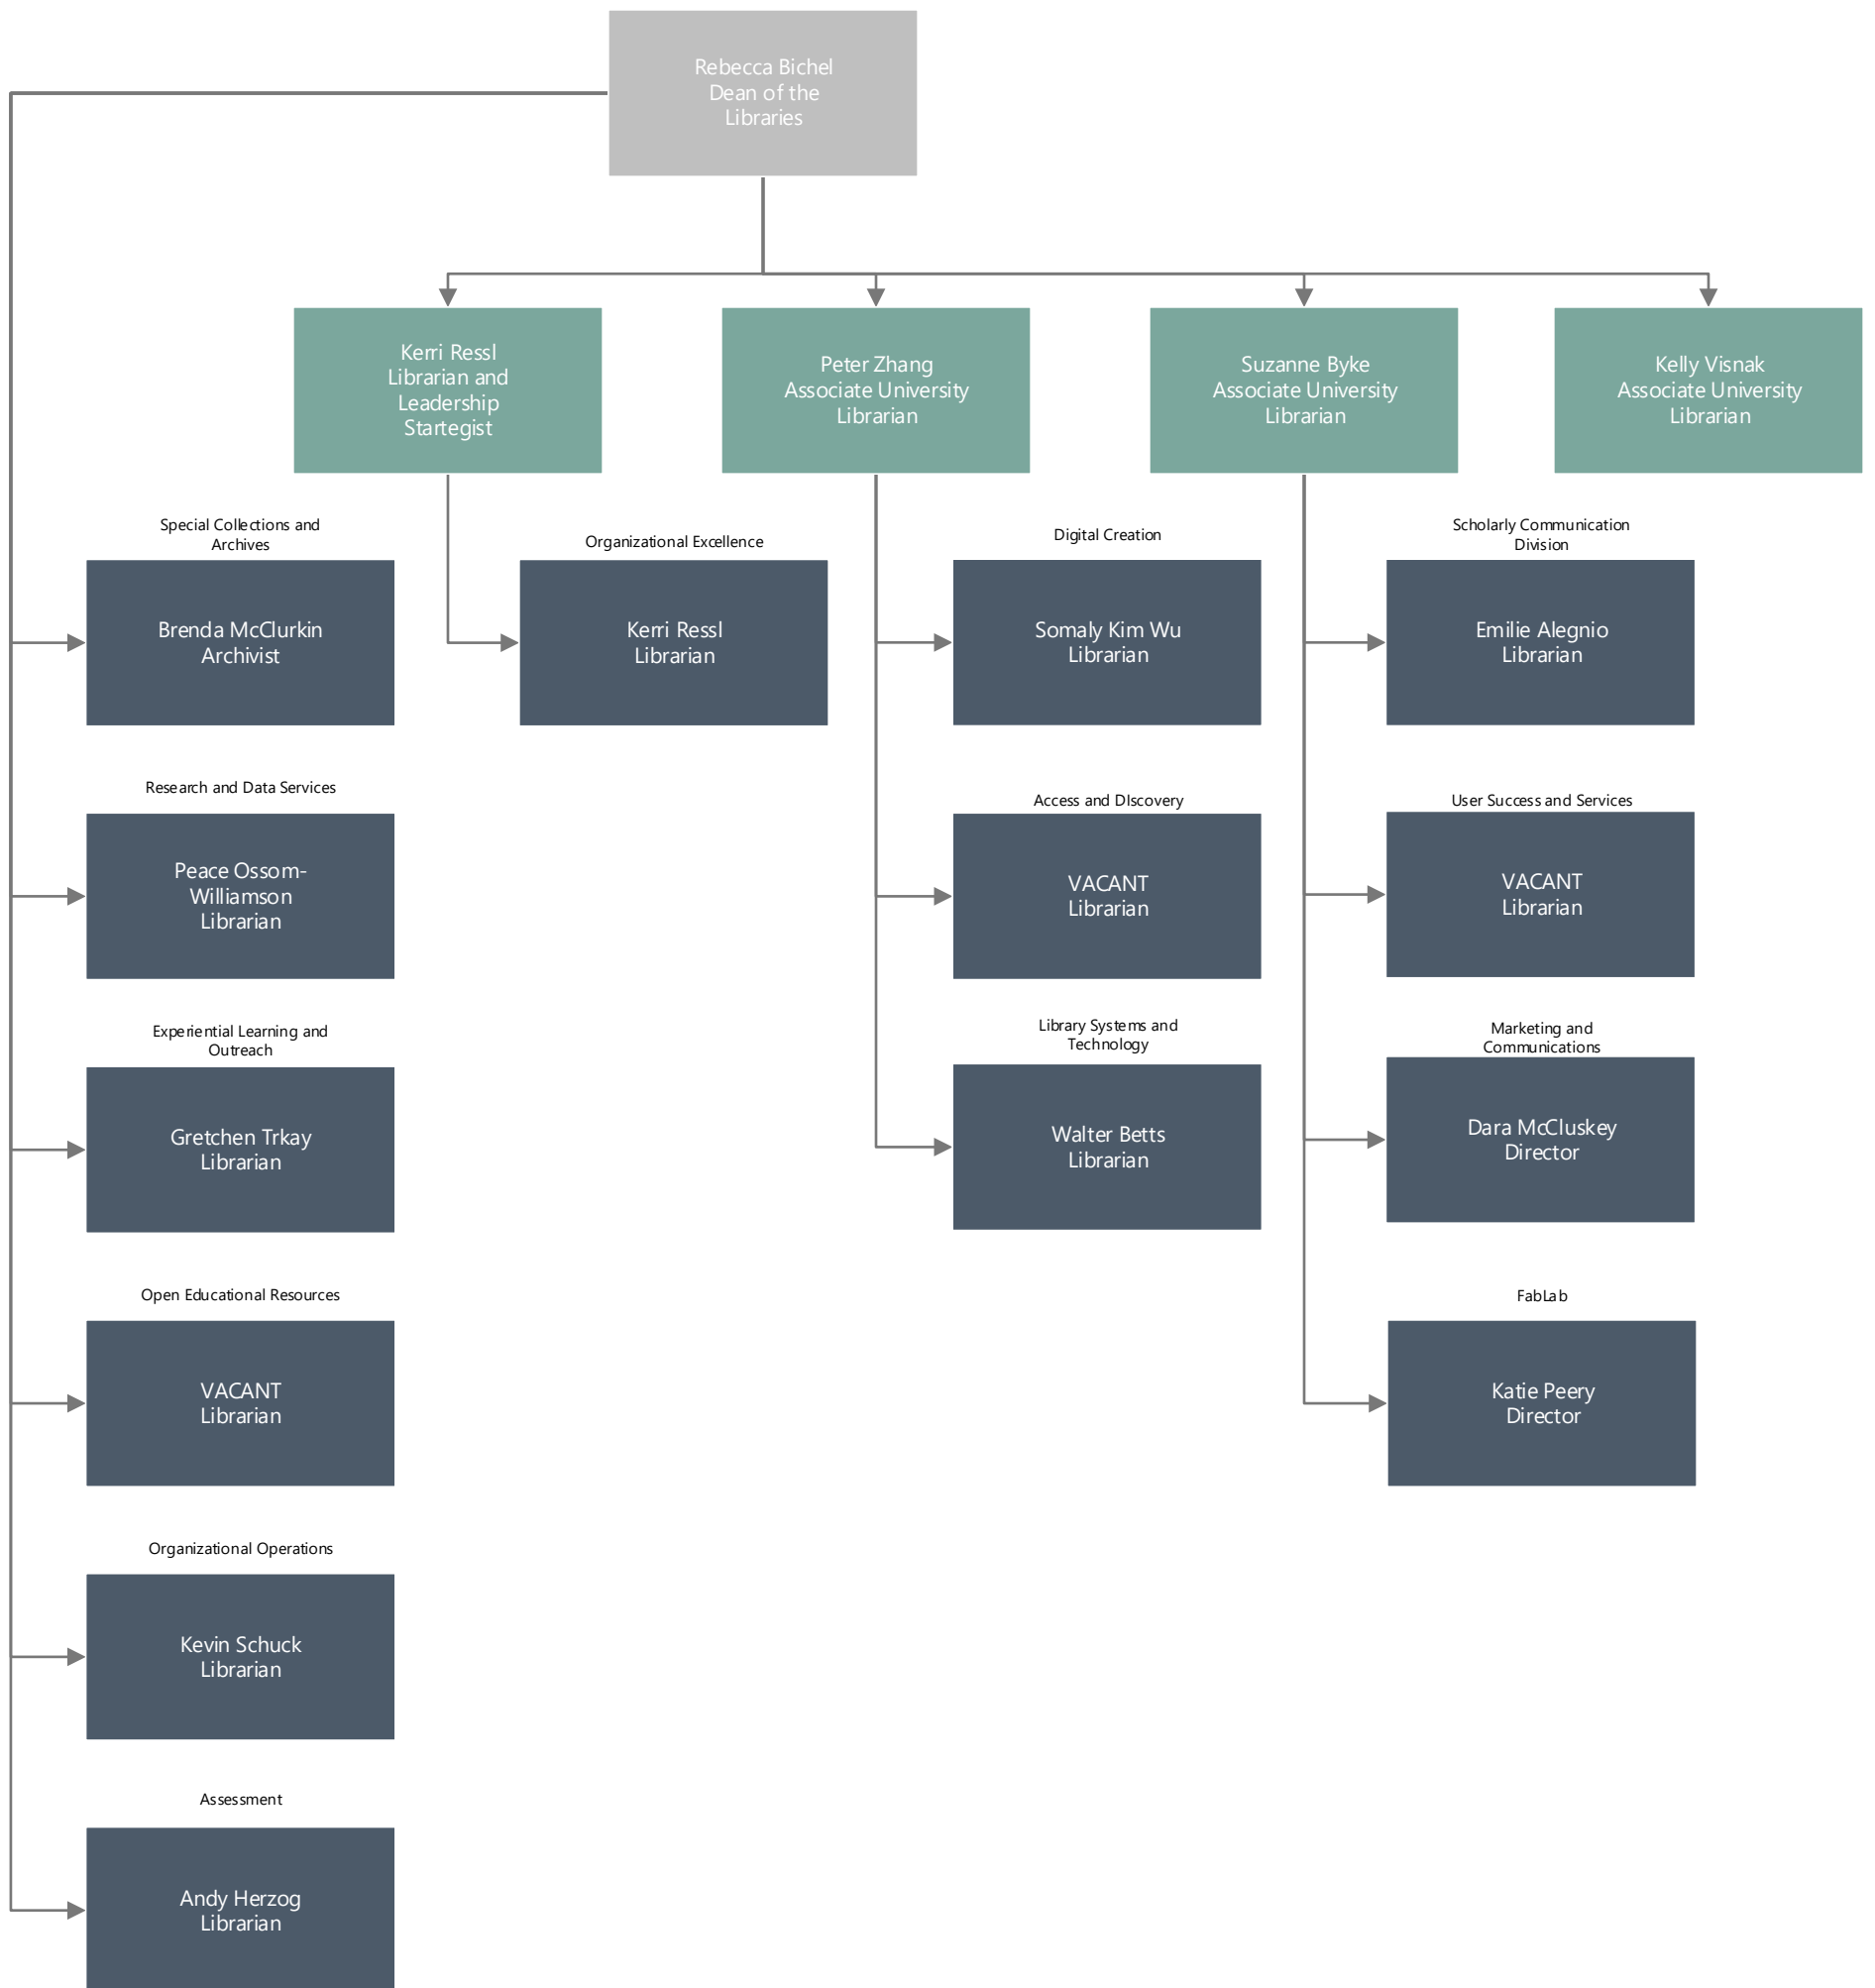 Rebecca Bichel
Dean of the
Libraries
Kerri Ressl
Librarian and
Leadership
Startegist
Peter Zhang
Associate University
Librarian
Suzanne Byke
Associate University
Librarian
Kelly Visnak
Associate University
Librarian
Special Collections and
Archives
Brenda McClurkin
Archivist
Organizational Excellence
Kerri Ressl
Librarian
Digital Creation
Somaly Kim Wu
Librarian
Scholarly Communication
Division
Emilie Alegnio
Librarian
Research and Data Services
Peace Ossom-
Williamson
Librarian
Access and DIscovery
VACANT
Librarian
User Success and Services
VACANT
Librarian
Experiential Learning and
Outreach
Gretchen Trkay
Librarian
Library Systems and
Technology
Walter Betts
Librarian
Marketing and
Communications
Dara McCluskey
Director
Open Educational Resources
VACANT
Librarian
FabLab
Katie Peery
Director
Organizational Operations
Kevin Schuck
Librarian
Assessment
Andy Herzog
Librarian